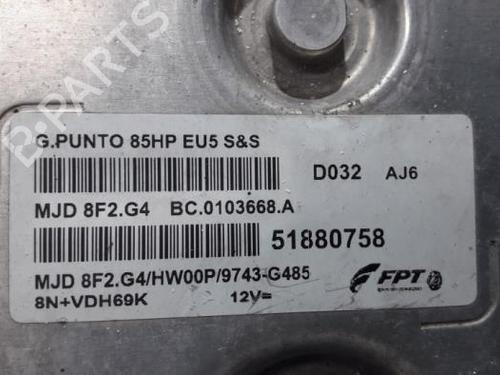 G.PUNTO 85HP EU5 S&S
D032 AJ6
MJD 8F2.G4 BC.0103668.A
51880758
MJD 8F2.G4/HW00P/9743-G485
8N+VDH69K 12V=
FPT
B-PARTS